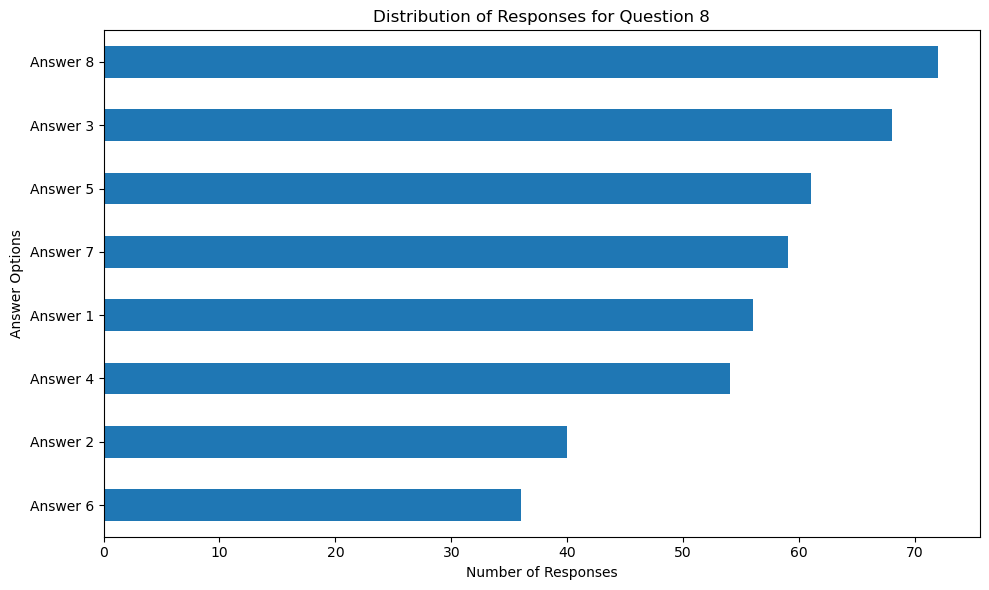 Distribution of Responses for Question 8
Answer Options
Answer 8
Answer 3
Answer 5
Answer 7
Answer 1
Answer 4
Answer 2
Answer 6
0 10 20 30 40 50 60 70
Number of Responses